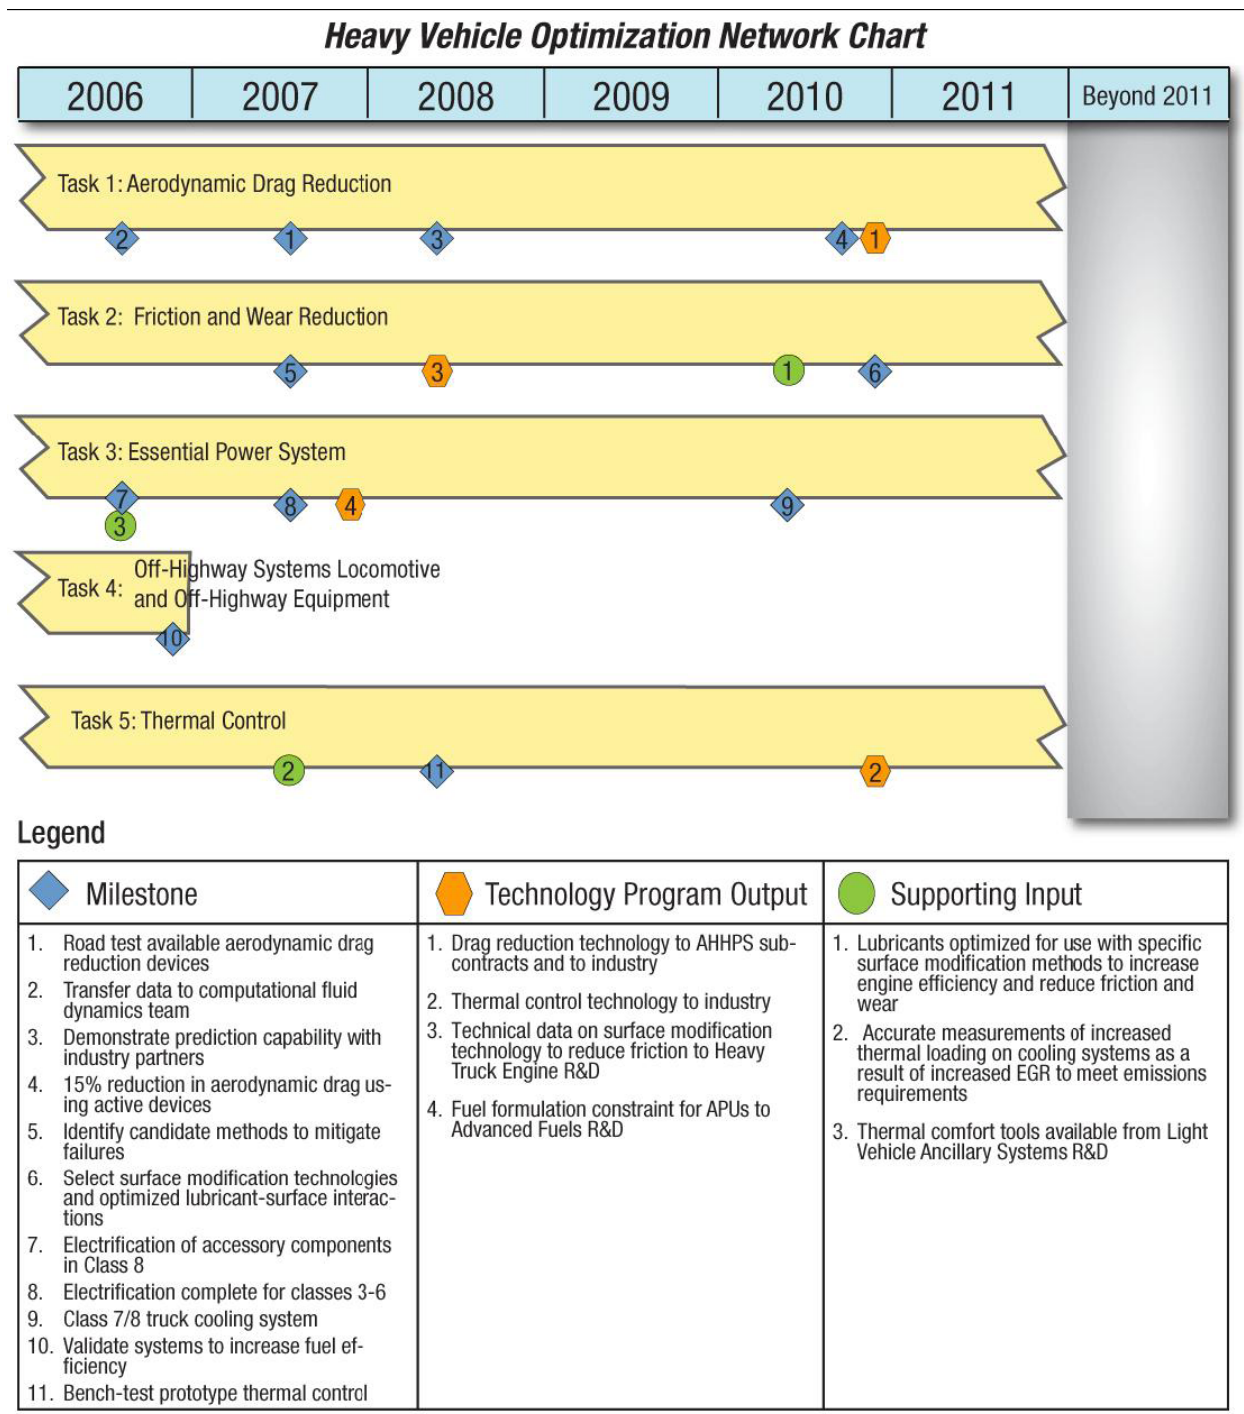 Heavy Vehicle Optimization Network Chart
2006 2007 2008 2009 2010 2011 Beyond 2011
Task 1: Aerodynamic Drag Reduction
2 1 3 4 1
Task 2: Friction and Wear Reduction
5 3 1 6
Task 3: Essential Power System
7 8 4 9
3
Task 4: Off-Highway Systems Locomotive
and Off-Highway Equipment
10
Task 5: Thermal Control
2 11 2
Legend
Milestone
1. Road test available aerodynamic drag
reduction devices
2. Transfer data to computational fluid
dynamics team
3. Demonstrate prediction capability with
industry partners
4. 15% reduction in aerodynamic drag us-
ing active devices
5. Identify candidate methods to mitigate
failures
6. Select surface modification technologies
and optimized lubricant-surface interac-
tions
7. Electrification of accessory components
in Class 8
8. Electrification complete for classes 3-6
9. Class 7/8 truck cooling system
10. Validate systems to increase fuel ef-
ficiency
11. Bench-test prototype thermal control
Technology Program Output
1. Drag reduction technology to AHHPS sub-
contracts and to industry
2. Thermal control technology to industry
3. Technical data on surface modification
technology to reduce friction to Heavy
Truck Engine R&D
4. Fuel formulation constraint for APUs to
Advanced Fuels R&D
Supporting Input
1. Lubricants optimized for use with specific
surface modification methods to increase
engine efficiency and reduce friction and
wear
2. Accurate measurements of increased
thermal loading on cooling systems as a
result of increased EGR to meet emissions
requirements
3. Thermal comfort tools available from Light
Vehicle Ancillary Systems R&D